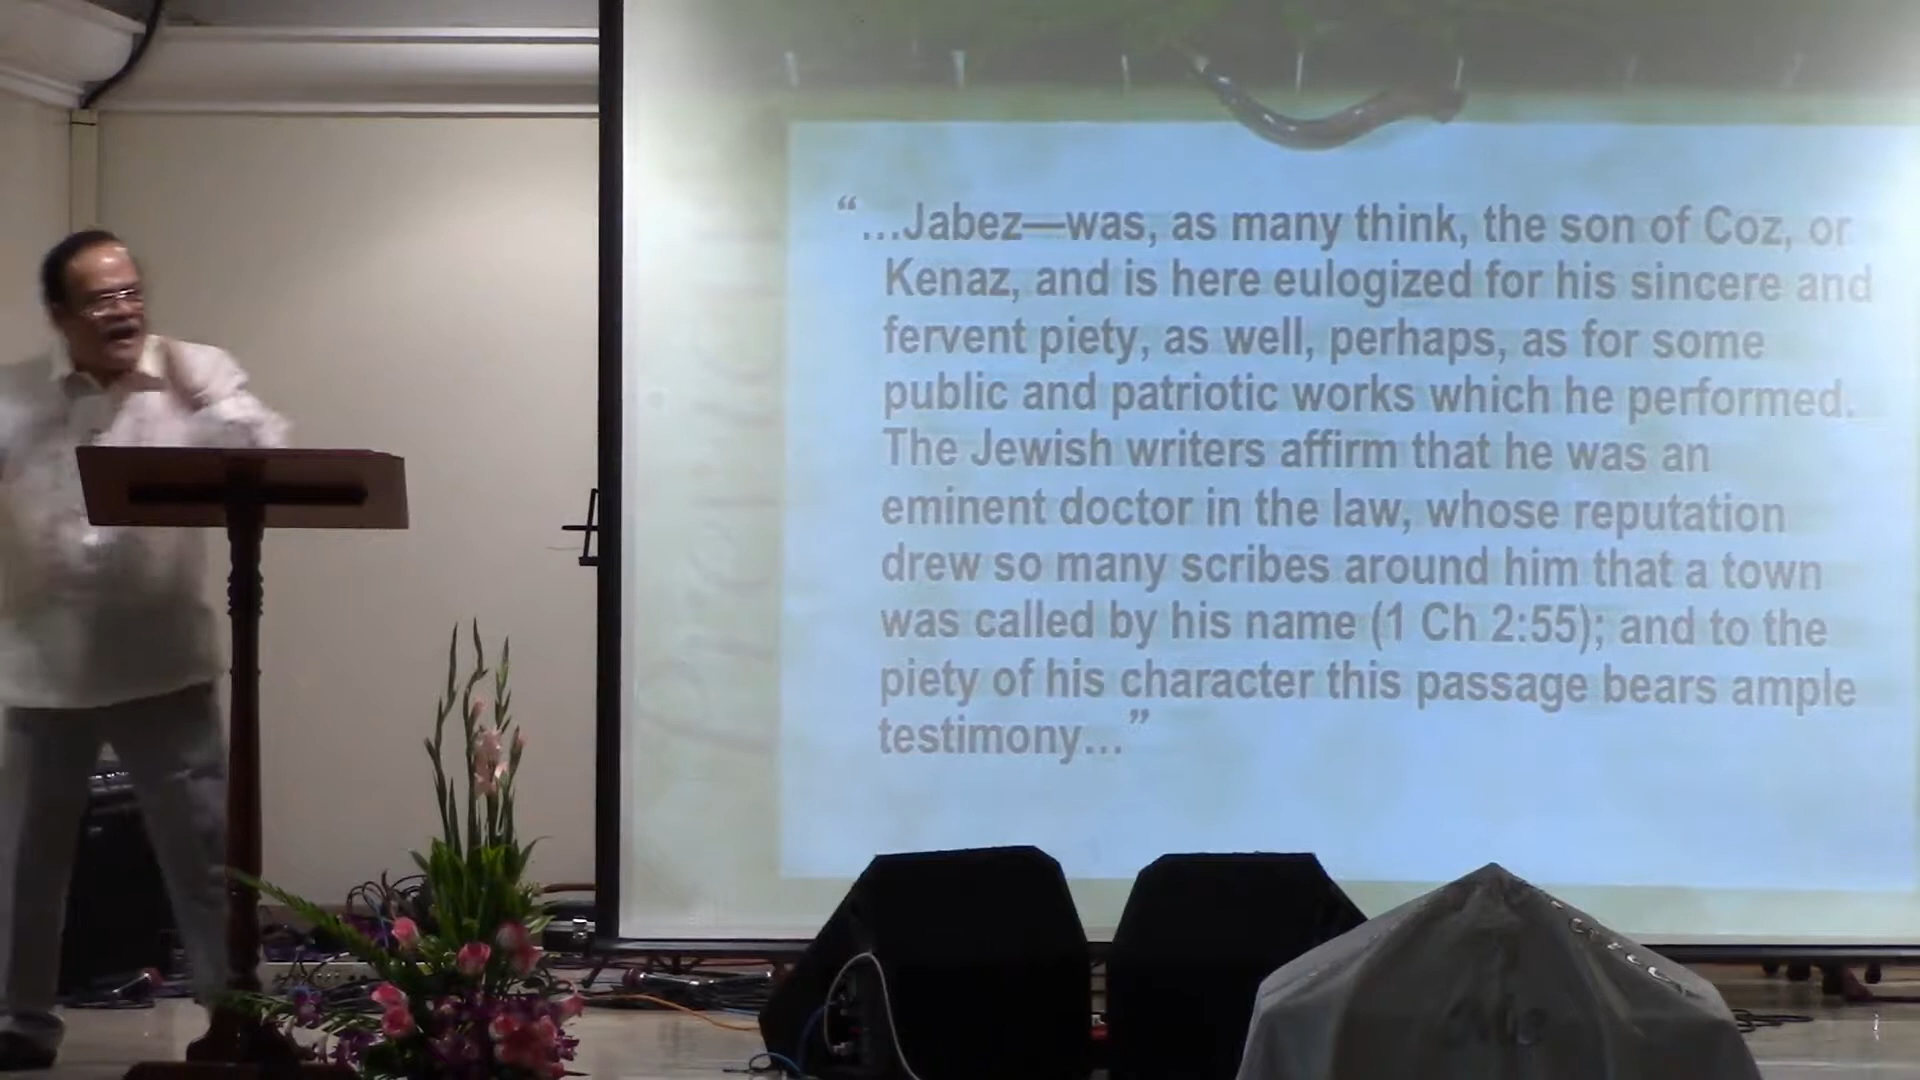 “…Jabez—was, as many think, the son of Coz, or
Kenaz, and is here eulogized for his sincere and
fervent piety, as well, perhaps, as for some
public and patriotic works which he performed.
The Jewish writers affirm that he was an
eminent doctor in the law, whose reputation
drew so many scribes around him that a town
was called by his name (1 Ch 2:55); and to the
piety of his character this passage bears ample
testimony…”